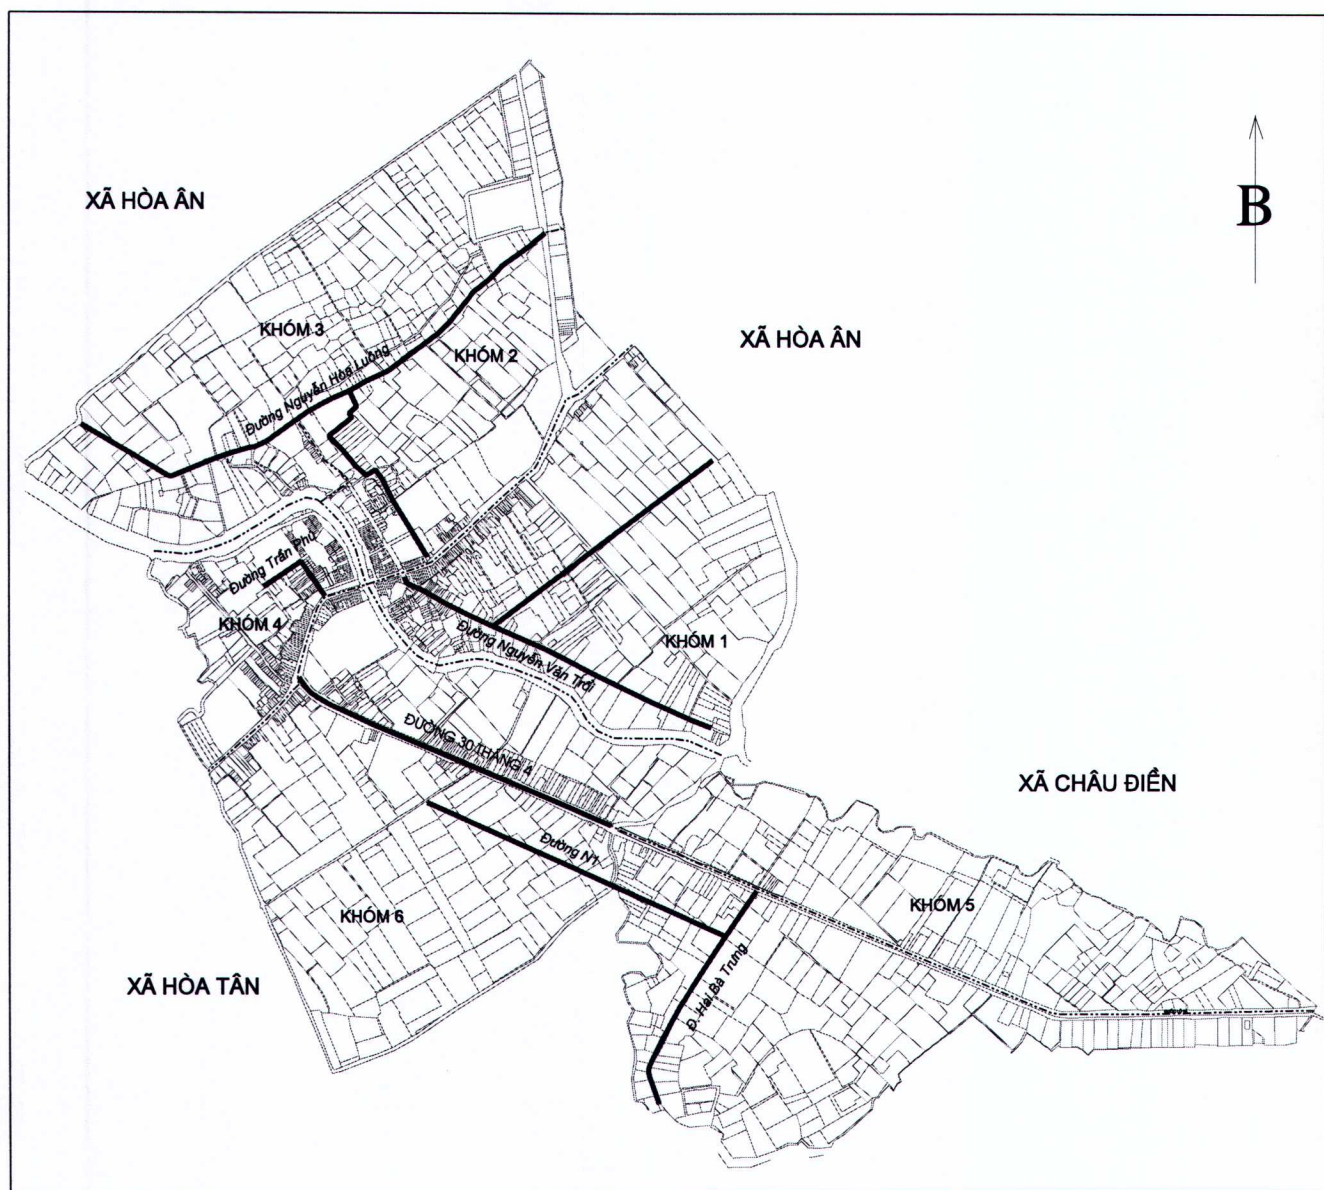 XÃ HÒA ÂN
B
KHÓM 3
XÃ HÒA ÂN
KHÓM 2
Đường Nguyễn Hòa Luông
Đường Trần Phú
KHÓM 4
KHÓM 1
Đường Nguyễn Văn Trỗi
ĐƯỜNG 30 THÁNG 4
XÃ CHÂU ĐIỀN
Đường N1
KHÓM 5
KHÓM 6
XÃ HÒA TÂN
Đ. Hai Bà Trưng